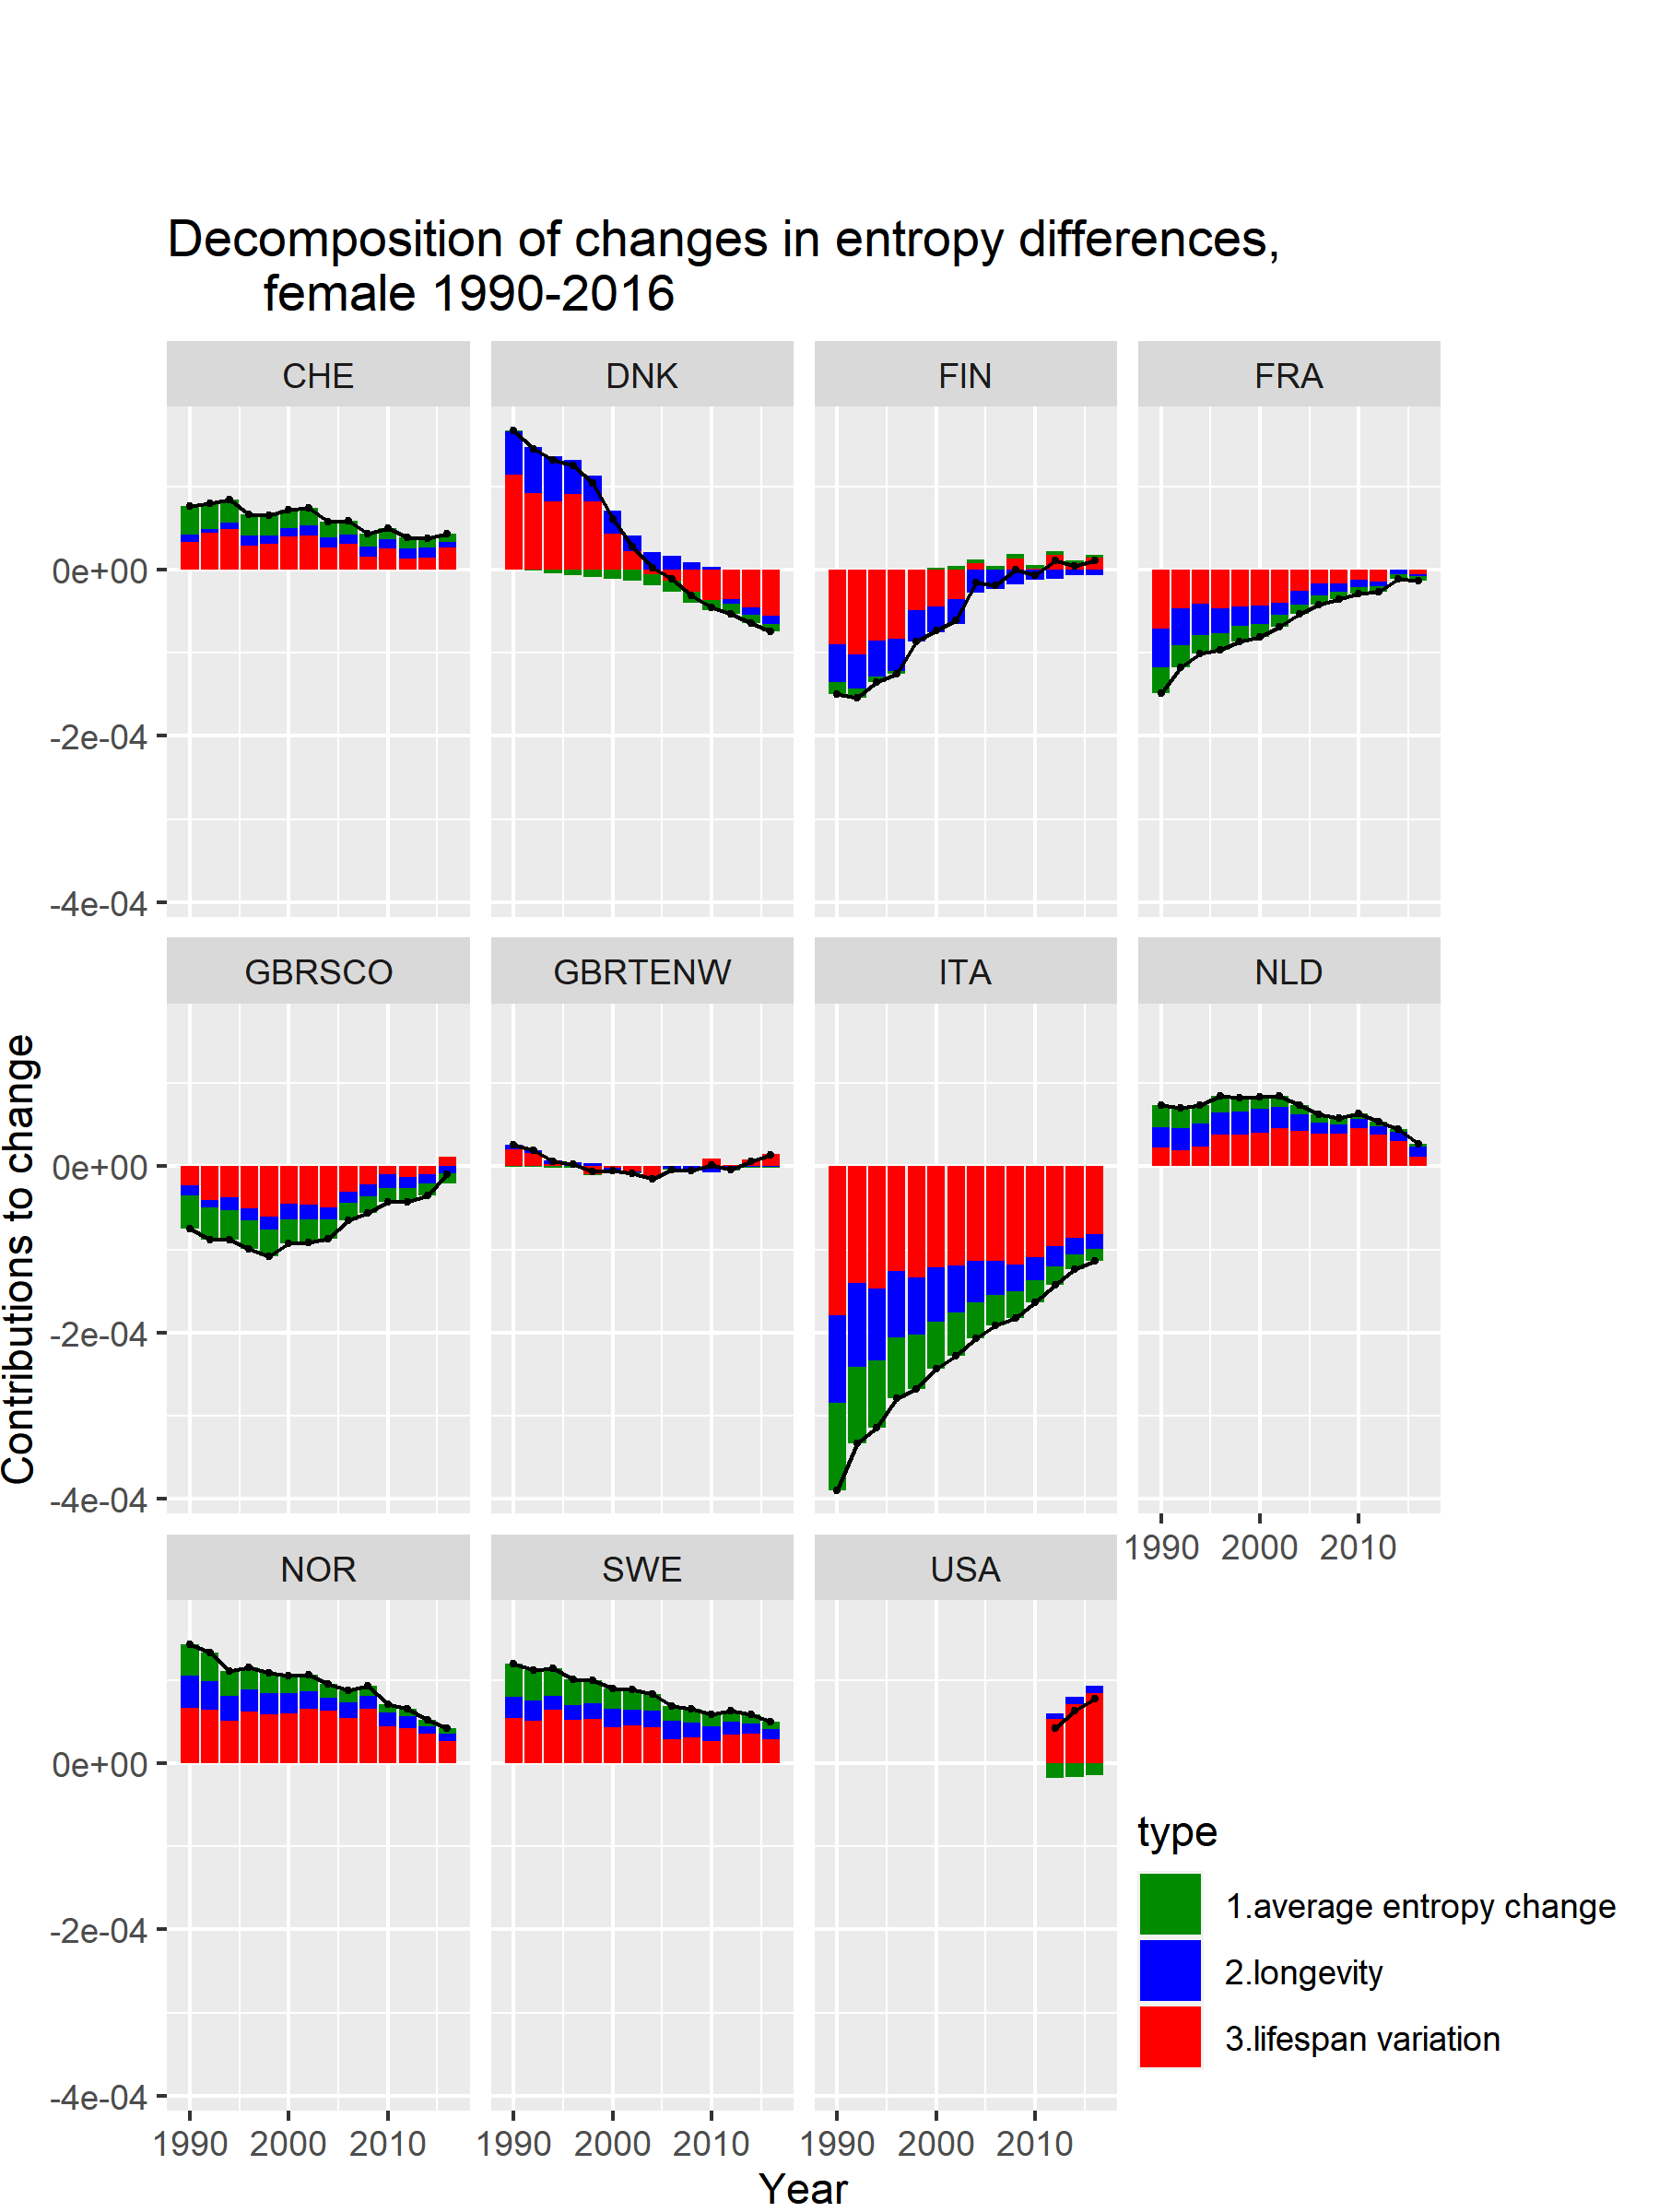 Decomposition of changes in entropy differences,
female 1990-2016
CHE DNK FIN FRA
0e+00
-2e-04
-4e-04
GBRSCO GBRTENW ITA NLD
Contributions to change
0e+00
-2e-04
-4e-04
1990 2000 2010
NOR SWE USA
0e+00
-2e-04
-4e-04
type
1.average entropy change
2.longevity
3.lifespan variation
1990 2000 2010 1990 2000 2010 1990 2000 2010
Year